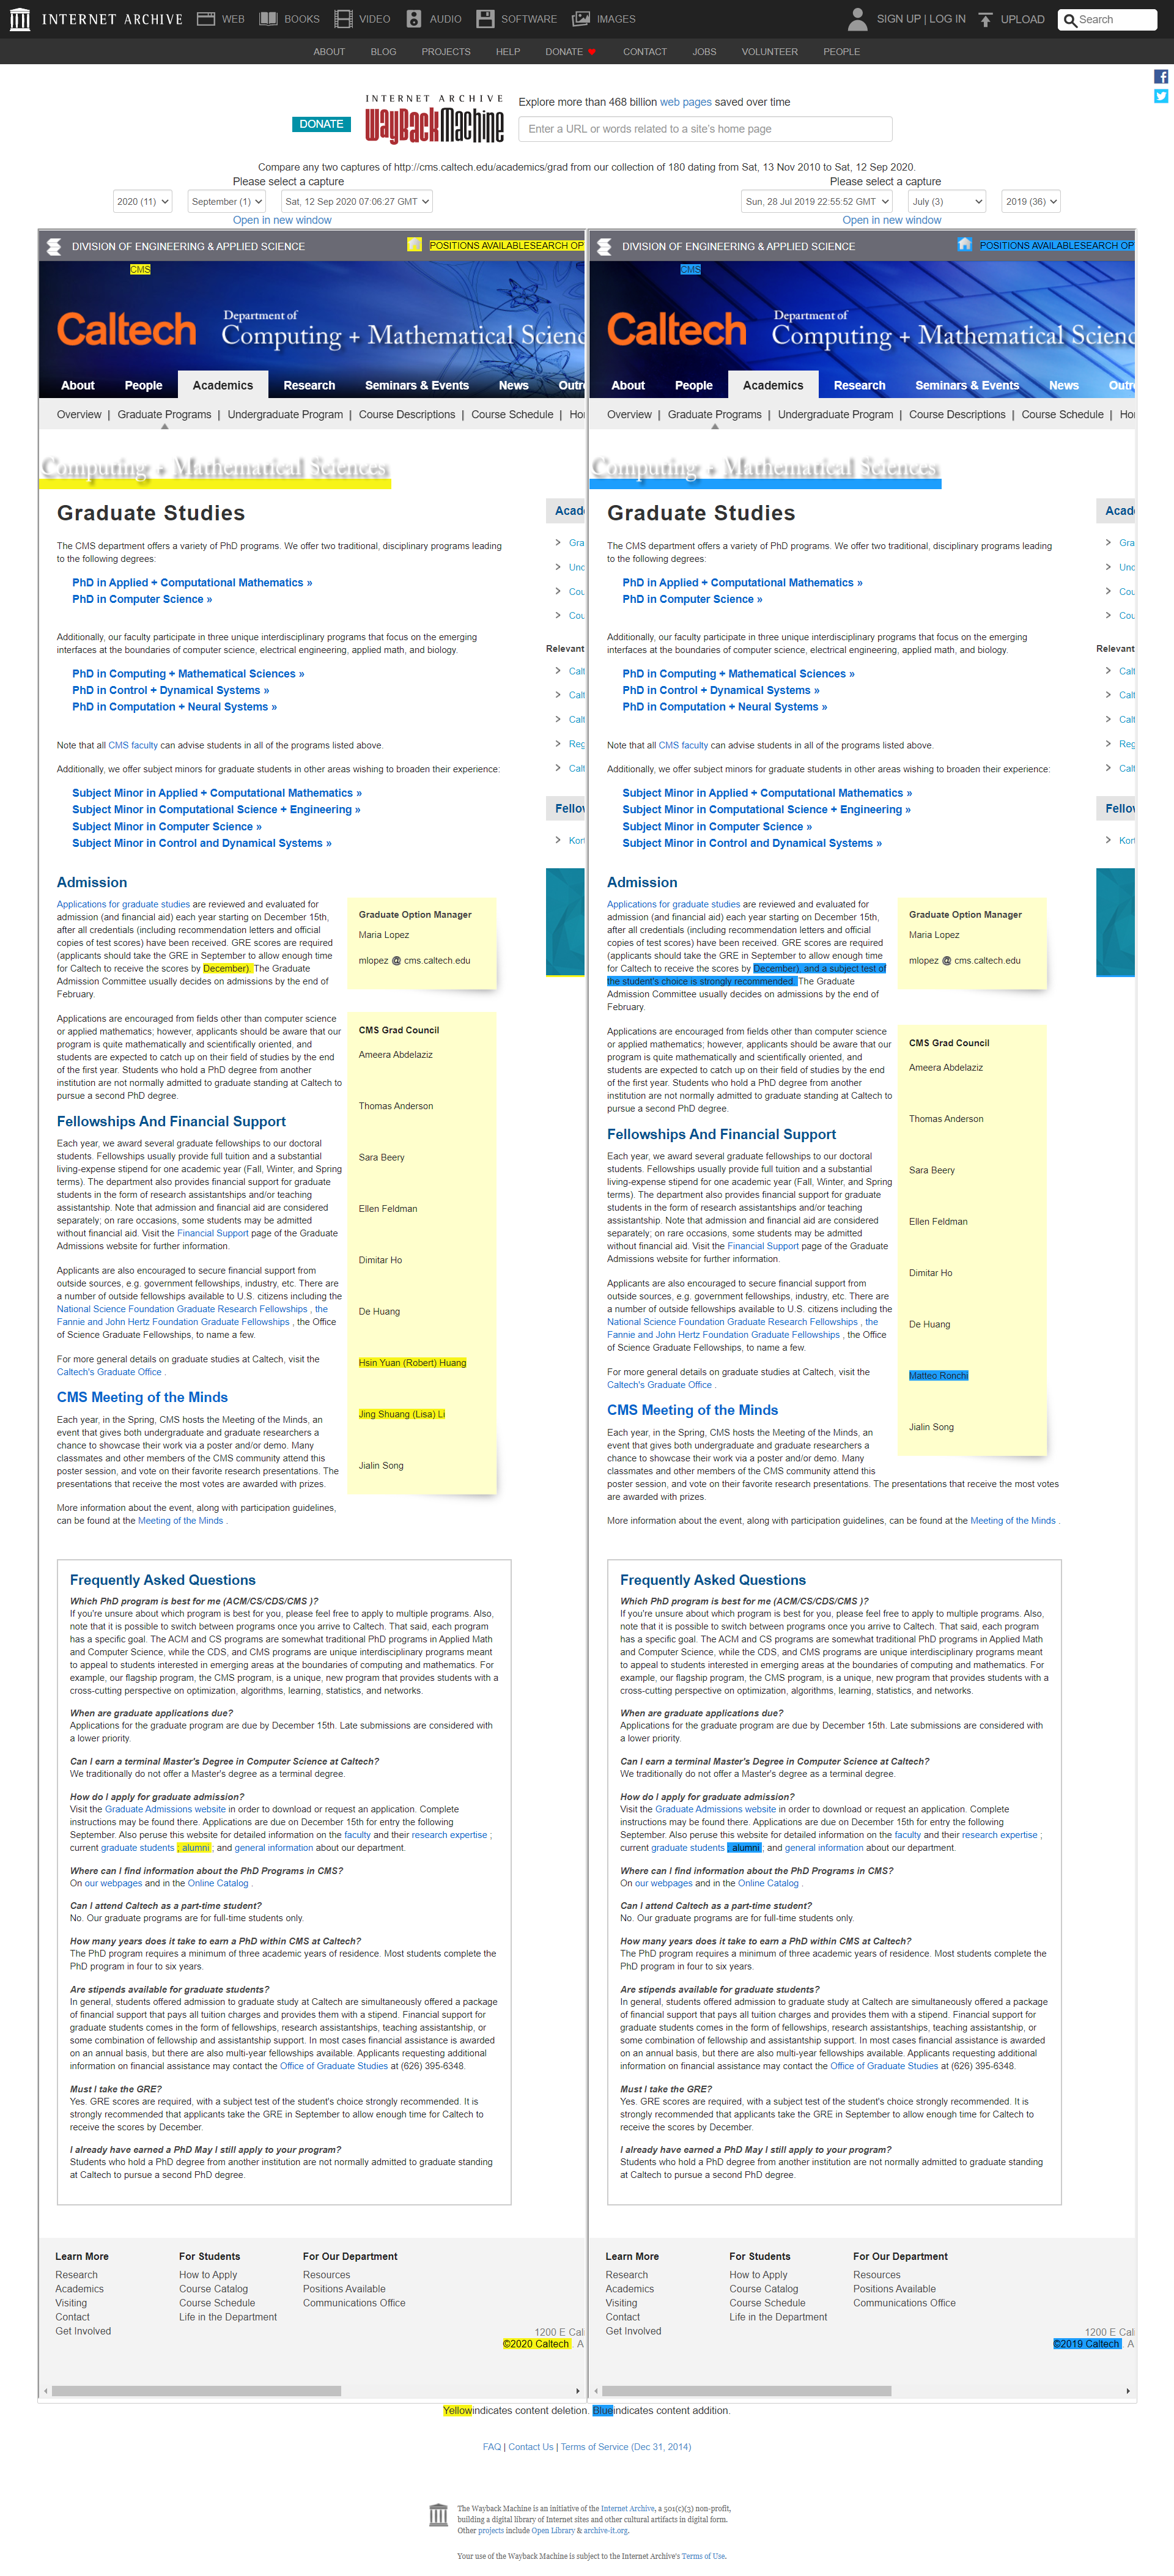 INTERNET ARCHIVE WEB BOOKS VIDEO AUDIO SOFTWARE IMAGES SIGN UP | LOG IN UPLOAD Search
ABOUT BLOG PROJECTS HELP DONATE CONTACT JOBS VOLUNTEER PEOPLE
DONATE
INTERNET ARCHIVE
WayBackMachine
Explore more than 468 billion web pages saved over time
Enter a URL or words related to a site's home page
Compare any two captures of http://cms.caltech.edu/academics/grad from our collection of 180 dating from Sat, 13 Nov 2010 to Sat, 12 Sep 2020.
Please select a capture
2020 (11) September (1) Sat, 12 Sep 2020 07:06:27 GMT
Open in new window
Please select a capture
Sun, 28 Jul 2019 22:55:52 GMT July (3) 2019 (36)
Open in new window
DIVISION OF ENGINEERING & APPLIED SCIENCE POSITIONS AVAILABLESEARCH OP
CMS
Caltech
Department of
Computing + Mathematical Scienc
About People Academics Research Seminars & Events News Outr
Overview | Graduate Programs | Undergraduate Program | Course Descriptions | Course Schedule | Ho
Computing + Mathematical Sciences
Graduate Studies
The CMS department offers a variety of PhD programs. We offer two traditional, disciplinary programs leading
to the following degrees:
PhD in Applied + Computational Mathematics »
PhD in Computer Science »
Additionally, our faculty participate in three unique interdisciplinary programs that focus on the emerging
interfaces at the boundaries of computer science, electrical engineering, applied math, and biology.
PhD in Computing + Mathematical Sciences »
PhD in Control + Dynamical Systems »
PhD in Computation + Neural Systems »
Note that all CMS faculty can advise students in all of the programs listed above.
Additionally, we offer subject minors for graduate students in other areas wishing to broaden their experience:
Subject Minor in Applied + Computational Mathematics »
Subject Minor in Computational Science + Engineering »
Subject Minor in Computer Science »
Subject Minor in Control and Dynamical Systems »
Acad
Gra
Und
Cou
Cou
Relevant
Calt
Calt
Calt
Reg
Calt
Fellov
Kort
Admission
Applications for graduate studies are reviewed and evaluated for
admission (and financial aid) each year starting on December 15th,
after all credentials (including recommendation letters and official
copies of test scores) have been received. GRE scores are required
(applicants should take the GRE in September to allow enough time
for Caltech to receive the scores by December). The Graduate
Admission Committee usually decides on admissions by the end of
February.
Applications are encouraged from fields other than computer science
or applied mathematics; however, applicants should be aware that our
program is quite mathematically and scientifically oriented, and
students are expected to catch up on their field of studies by the end
of the first year. Students who hold a PhD degree from another
institution are not normally admitted to graduate standing at Caltech to
pursue a second PhD degree.
Fellowships And Financial Support
Each year, we award several graduate fellowships to our doctoral
students. Fellowships usually provide full tuition and a substantial
living-expense stipend for one academic year (Fall, Winter, and Spring
terms). The department also provides financial support for graduate
students in the form of research assistantships and/or teaching
assistantship. Note that admission and financial aid are considered
separately; on rare occasions, some students may be admitted
without financial aid. Visit the Financial Support page of the Graduate
Admissions website for further information.
Applicants are also encouraged to secure financial support from
outside sources, e.g. government fellowships, industry, etc. There are
a number of outside fellowships available to U.S. citizens including the
National Science Foundation Graduate Research Fellowships , the
Fannie and John Hertz Foundation Graduate Fellowships , the Office
of Science Graduate Fellowships, to name a few.
For more general details on graduate studies at Caltech, visit the
Caltech's Graduate Office .
CMS Meeting of the Minds
Each year, in the Spring, CMS hosts the Meeting of the Minds, an
event that gives both undergraduate and graduate researchers a
chance to showcase their work via a poster and/or demo. Many
classmates and other members of the CMS community attend this
poster session, and vote on their favorite research presentations. The
presentations that receive the most votes are awarded with prizes.
More information about the event, along with participation guidelines,
can be found at the Meeting of the Minds .
Graduate Option Manager
Maria Lopez
mlopez @ cms.caltech.edu
CMS Grad Council
Ameera Abdelaziz
Thomas Anderson
Sara Beery
Ellen Feldman
Dimitar Ho
De Huang
Hsin Yuan (Robert) Huang
Jing Shuang (Lisa) Li
Jialin Song
Frequently Asked Questions
Which PhD program is best for me (ACM/CS/CDS/CMS )?
If you're unsure about which program is best for you, please feel free to apply to multiple programs. Also,
note that it is possible to switch between programs once you arrive to Caltech. That said, each program
has a specific goal. The ACM and CS programs are somewhat traditional PhD programs in Applied Math
and Computer Science, while the CDS, and CMS programs are unique interdisciplinary programs meant
to appeal to students interested in emerging areas at the boundaries of computing and mathematics. For
example, our flagship program, the CMS program, is a unique, new program that provides students with a
cross-cutting perspective on optimization, algorithms, learning, statistics, and networks.
When are graduate applications due?
Applications for the graduate program are due by December 15th. Late submissions are considered with
a lower priority.
Can I earn a terminal Master's Degree in Computer Science at Caltech?
We traditionally do not offer a Master's degree as a terminal degree.
How do I apply for graduate admission?
Visit the Graduate Admissions website in order to download or request an application. Complete
instructions may be found there. Applications are due on December 15th for entry the following
September. Also peruse this website for detailed information on the faculty and their research expertise ;
current graduate students ; alumni ; and general information about our department.
Where can I find information about the PhD Programs in CMS?
On our webpages and in the Online Catalog .
Can I attend Caltech as a part-time student?
No. Our graduate programs are for full-time students only.
How many years does it take to earn a PhD within CMS at Caltech?
The PhD program requires a minimum of three academic years of residence. Most students complete the
PhD program in four to six years.
Are stipends available for graduate students?
In general, students offered admission to graduate study at Caltech are simultaneously offered a package
of financial support that pays all tuition charges and provides them with a stipend. Financial support for
graduate students comes in the form of fellowships, research assistantships, teaching assistantship, or
some combination of fellowship and assistantship support. In most cases financial assistance is awarded
on an annual basis, but there are also multi-year fellowships available. Applicants requesting additional
information on financial assistance may contact the Office of Graduate Studies at (626) 395-6348.
Must I take the GRE?
Yes. GRE scores are required, with a subject test of the student's choice strongly recommended. It is
strongly recommended that applicants take the GRE in September to allow enough time for Caltech to
receive the scores by December.
I already have earned a PhD May I still apply to your program?
Students who hold a PhD degree from another institution are not normally admitted to graduate standing
at Caltech to pursue a second PhD degree.
Learn More For Students For Our Department
Research How to Apply Resources
Academics Course Catalog Positions Available
Visiting Course Schedule Communications Office
Contact Life in the Department
Get Involved
1200 E Cali
©2020 Caltech A
DIVISION OF ENGINEERING & APPLIED SCIENCE POSITIONS AVAILABLESEARCH OP
CMS
Caltech
Department of
Computing + Mathematical Scienc
About People Academics Research Seminars & Events News Outr
Overview | Graduate Programs | Undergraduate Program | Course Descriptions | Course Schedule | Ho
Computing + Mathematical Sciences
Graduate Studies
The CMS department offers a variety of PhD programs. We offer two traditional, disciplinary programs leading
to the following degrees:
PhD in Applied + Computational Mathematics »
PhD in Computer Science »
Additionally, our faculty participate in three unique interdisciplinary programs that focus on the emerging
interfaces at the boundaries of computer science, electrical engineering, applied math, and biology.
PhD in Computing + Mathematical Sciences »
PhD in Control + Dynamical Systems »
PhD in Computation + Neural Systems »
Note that all CMS faculty can advise students in all of the programs listed above.
Additionally, we offer subject minors for graduate students in other areas wishing to broaden their experience:
Subject Minor in Applied + Computational Mathematics »
Subject Minor in Computational Science + Engineering »
Subject Minor in Computer Science »
Subject Minor in Control and Dynamical Systems »
Acad
Gra
Und
Cou
Cou
Relevant
Calt
Calt
Calt
Reg
Calt
Fellov
Kort
Admission
Applications for graduate studies are reviewed and evaluated for
admission (and financial aid) each year starting on December 15th,
after all credentials (including recommendation letters and official
copies of test scores) have been received. GRE scores are required
(applicants should take the GRE in September to allow enough time
for Caltech to receive the scores by December), and a subject test of
the student's choice is strongly recommended. The Graduate
Admission Committee usually decides on admissions by the end of
February.
Applications are encouraged from fields other than computer science
or applied mathematics; however, applicants should be aware that our
program is quite mathematically and scientifically oriented, and
students are expected to catch up on their field of studies by the end
of the first year. Students who hold a PhD degree from another
institution are not normally admitted to graduate standing at Caltech to
pursue a second PhD degree.
Fellowships And Financial Support
Each year, we award several graduate fellowships to our doctoral
students. Fellowships usually provide full tuition and a substantial
living-expense stipend for one academic year (Fall, Winter, and Spring
terms). The department also provides financial support for graduate
students in the form of research assistantships and/or teaching
assistantship. Note that admission and financial aid are considered
separately; on rare occasions, some students may be admitted
without financial aid. Visit the Financial Support page of the Graduate
Admissions website for further information.
Applicants are also encouraged to secure financial support from
outside sources, e.g. government fellowships, industry, etc. There are
a number of outside fellowships available to U.S. citizens including the
National Science Foundation Graduate Research Fellowships , the
Fannie and John Hertz Foundation Graduate Fellowships , the Office
of Science Graduate Fellowships, to name a few.
For more general details on graduate studies at Caltech, visit the
Caltech's Graduate Office .
CMS Meeting of the Minds
Each year, in the Spring, CMS hosts the Meeting of the Minds, an
event that gives both undergraduate and graduate researchers a
chance to showcase their work via a poster and/or demo. Many
classmates and other members of the CMS community attend this
poster session, and vote on their favorite research presentations. The presentations that receive the most votes
are awarded with prizes.
More information about the event, along with participation guidelines, can be found at the Meeting of the Minds .
Graduate Option Manager
Maria Lopez
mlopez @ cms.caltech.edu
CMS Grad Council
Ameera Abdelaziz
Thomas Anderson
Sara Beery
Ellen Feldman
Dimitar Ho
De Huang
Matteo Ronchi
Jialin Song
Frequently Asked Questions
Which PhD program is best for me (ACM/CS/CDS/CMS )?
If you're unsure about which program is best for you, please feel free to apply to multiple programs. Also,
note that it is possible to switch between programs once you arrive to Caltech. That said, each program
has a specific goal. The ACM and CS programs are somewhat traditional PhD programs in Applied Math
and Computer Science, while the CDS, and CMS programs are unique interdisciplinary programs meant
to appeal to students interested in emerging areas at the boundaries of computing and mathematics. For
example, our flagship program, the CMS program, is a unique, new program that provides students with a
cross-cutting perspective on optimization, algorithms, learning, statistics, and networks.
When are graduate applications due?
Applications for the graduate program are due by December 15th. Late submissions are considered with
a lower priority.
Can I earn a terminal Master's Degree in Computer Science at Caltech?
We traditionally do not offer a Master's degree as a terminal degree.
How do I apply for graduate admission?
Visit the Graduate Admissions website in order to download or request an application. Complete
instructions may be found there. Applications are due on December 15th for entry the following
September. Also peruse this website for detailed information on the faculty and their research expertise ;
current graduate students ; alumni ; and general information about our department.
Where can I find information about the PhD Programs in CMS?
On our webpages and in the Online Catalog .
Can I attend Caltech as a part-time student?
No. Our graduate programs are for full-time students only.
How many years does it take to earn a PhD within CMS at Caltech?
The PhD program requires a minimum of three academic years of residence. Most students complete the
PhD program in four to six years.
Are stipends available for graduate students?
In general, students offered admission to graduate study at Caltech are simultaneously offered a package
of financial support that pays all tuition charges and provides them with a stipend. Financial support for
graduate students comes in the form of fellowships, research assistantships, teaching assistantship, or
some combination of fellowship and assistantship support. In most cases financial assistance is awarded
on an annual basis, but there are also multi-year fellowships available. Applicants requesting additional
information on financial assistance may contact the Office of Graduate Studies at (626) 395-6348.
Must I take the GRE?
Yes. GRE scores are required, with a subject test of the student's choice strongly recommended. It is
strongly recommended that applicants take the GRE in September to allow enough time for Caltech to
receive the scores by December.
I already have earned a PhD May I still apply to your program?
Students who hold a PhD degree from another institution are not normally admitted to graduate standing
at Caltech to pursue a second PhD degree.
Learn More For Students For Our Department
Research How to Apply Resources
Academics Course Catalog Positions Available
Visiting Course Schedule Communications Office
Contact Life in the Department
Get Involved
1200 E Cali
©2019 Caltech A
Yellowindicates content deletion. Blueindicates content addition.
FAQ | Contact Us | Terms of Service (Dec 31, 2014)
The Wayback Machine is an initiative of the Internet Archive, a 501(c)(3) non-profit,
building a digital library of Internet sites and other cultural artifacts in digital form.
Other projects include Open Library & archive-it.org.
Your use of the Wayback Machine is subject to the Internet Archive's Terms of Use.